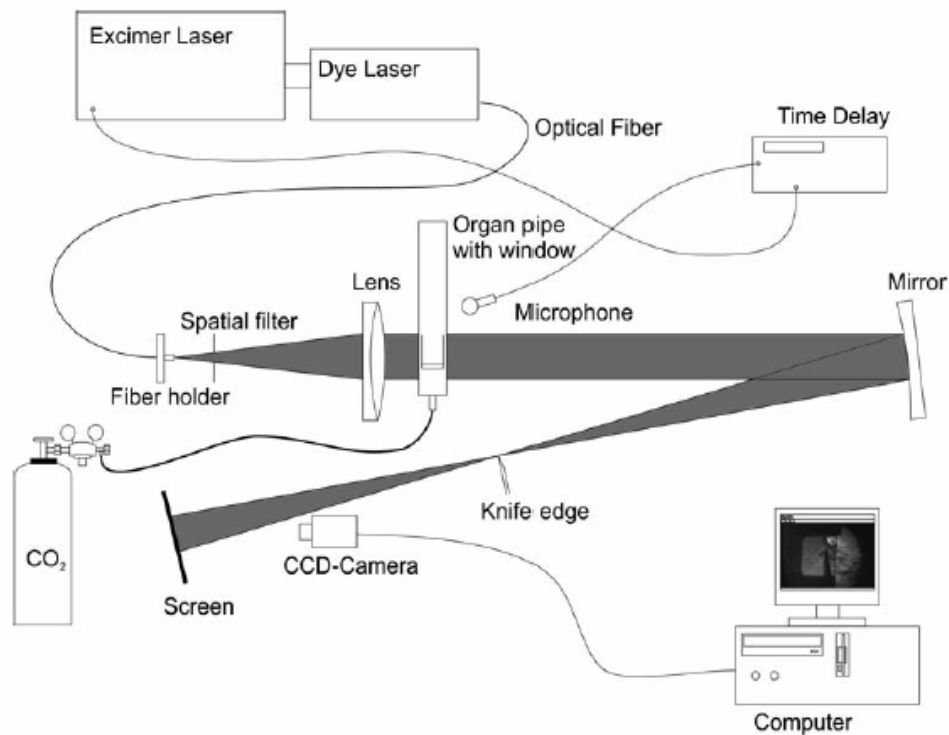 Excimer Laser
Dye Laser
Optical Fiber
Time Delay
Organ pipe
with window
Lens
Microphone
Mirror
Spatial filter
Fiber holder
Knife edge
CO₂
CCD-Camera
Screen
Computer